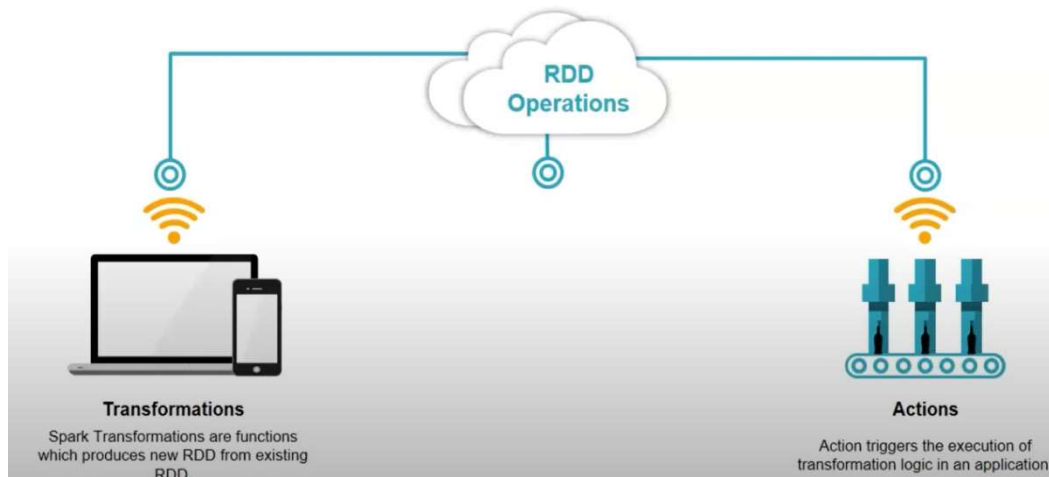 RDD
Operations
Transformations
Spark Transformations are functions
which produces new RDD from existing
RDD
Actions
Action triggers the execution of
transformation logic in an application